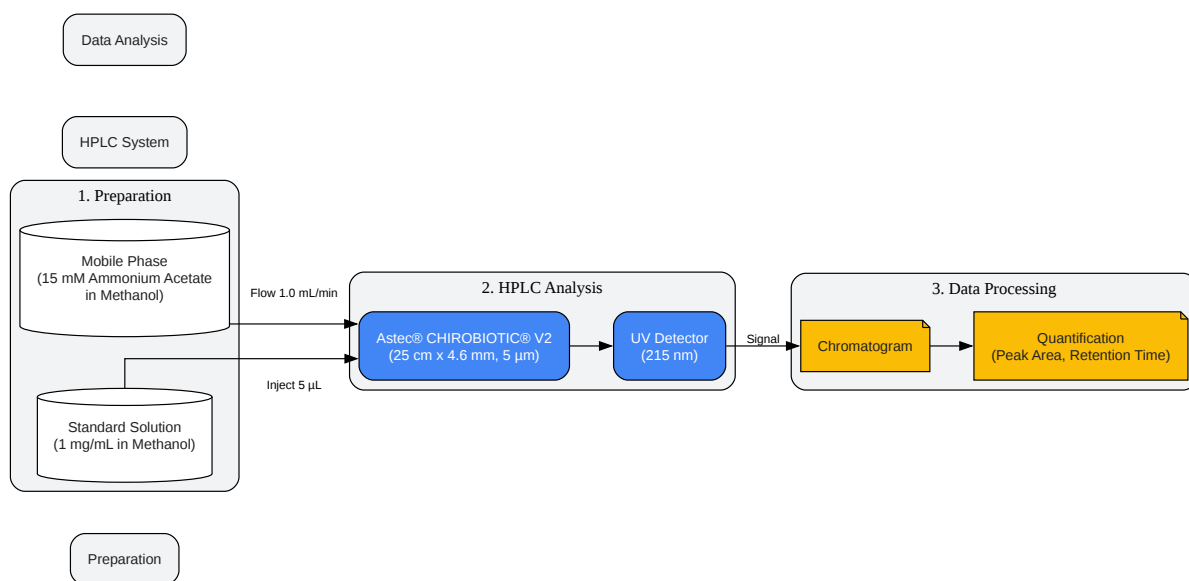 Data Analysis
HPLC System
1. Preparation
Mobile Phase
(15 mM Ammonium Acetate
in Methanol)
Standard Solution
(1 mg/mL in Methanol)
Flow 1.0 mL/min
Inject 5 µL
2. HPLC Analysis
Astec® CHIROBIOTIC® V2
(25 cm x 4.6 mm, 5 µm)
UV Detector
(215 nm)
Signal
3. Data Processing
Chromatogram
Quantification
(Peak Area, Retention Time)
Preparation